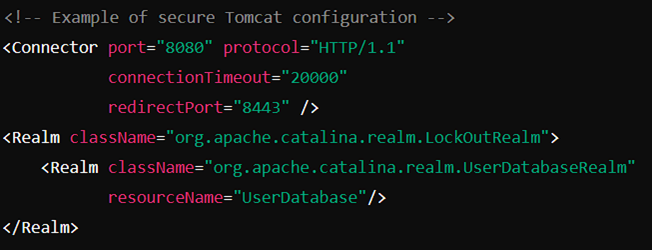 <!-- Example of secure Tomcat configuration -->
<Connector port="8080" protocol="HTTP/1.1"
connectionTimeout="20000"
redirectPort="8443" />
<Realm className="org.apache.catalina.realm.LockOutRealm">
<Realm className="org.apache.catalina.realm.UserDatabaseRealm"
resourceName="UserDatabase"/>
</Realm>